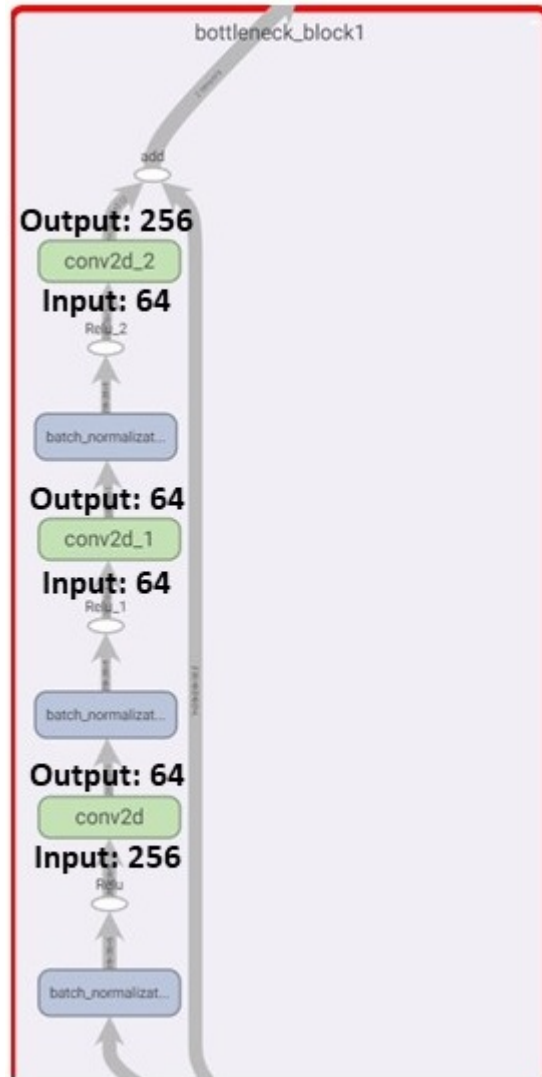 bottleneck_block1
add
Output: 256
conv2d_2
Input: 64
Relu_2
batch_normalizat...
Output: 64
conv2d_1
Input: 64
Relu_1
batch_normalizat...
Output: 64
conv2d
Input: 256
Relu
batch_normalizat...